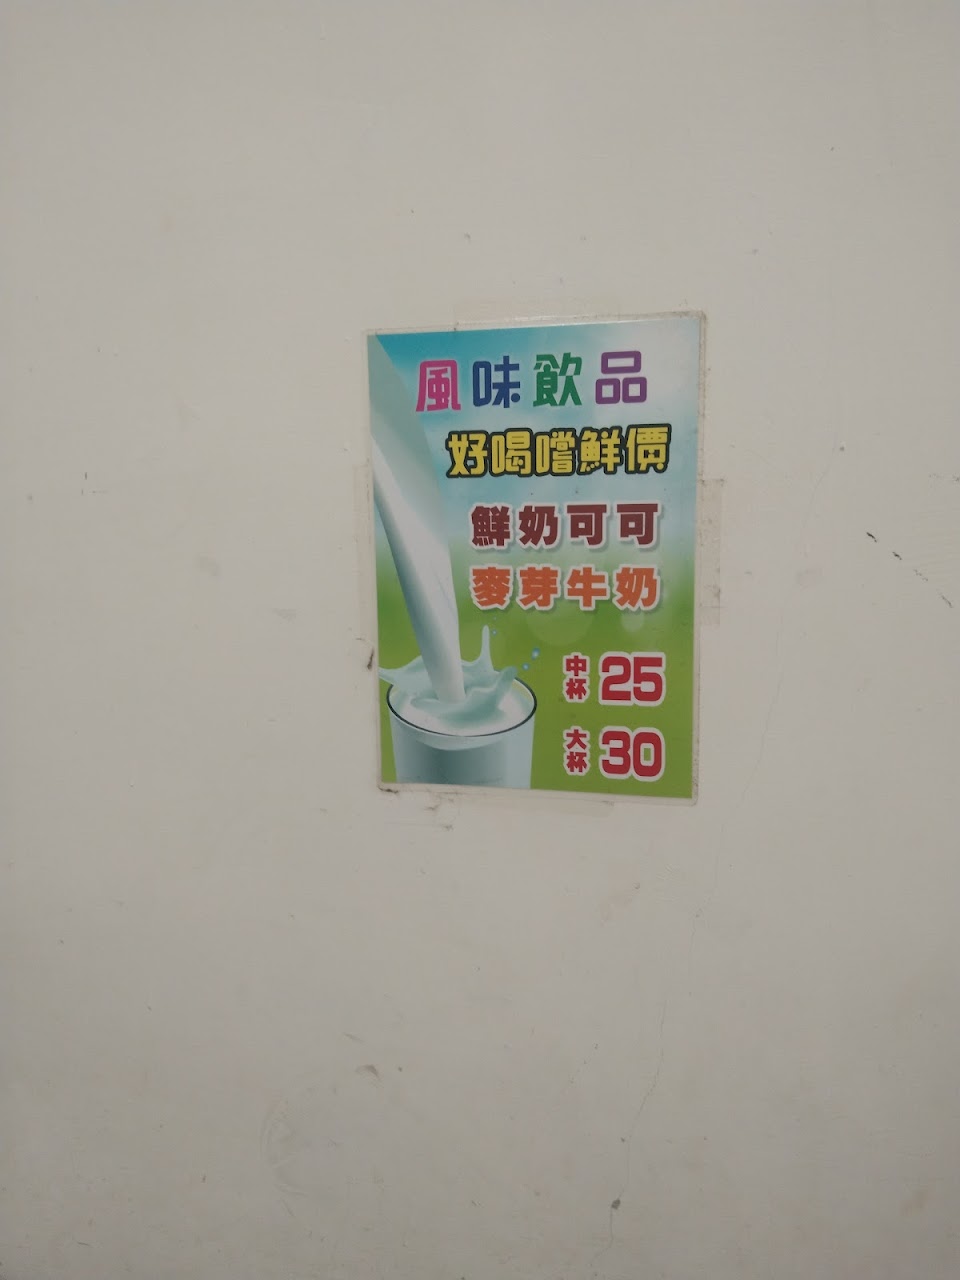 風味飲品
好喝嚐鮮價
鮮奶可可
麥芽牛奶
中杯 25
大杯 30